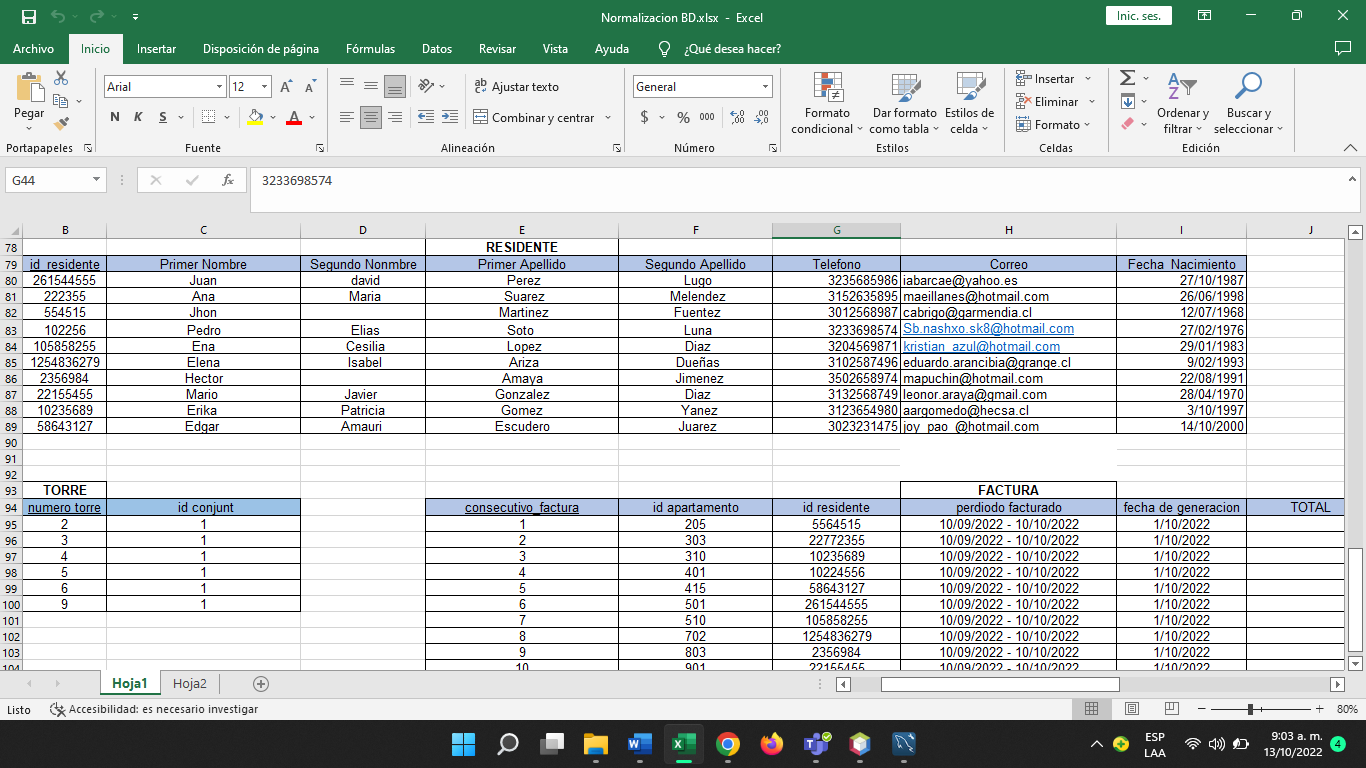 Normalizacion BD.xlsx - Excel
Inic. ses.
Archivo Inicio Insertar Disposición de página Fórmulas Datos Revisar Vista Ayuda ¿Qué desea hacer?
Pegar
Arial 12
N K S
Ajustar texto
Combinar y centrar
General
$ % 000
Formato condicional
Dar formato como tabla
Estilos de celda
Insertar
Eliminar
Formato
Ordenar y filtrar
Buscar y seleccionar
Portapapeles Fuente Alineación Número Estilos Celdas Edición
G44 fx 3233698574
B C D E F G H I J
78 RESIDENTE
79 id_residente Primer Nombre Segundo Nonmbre Primer Apellido Segundo Apellido Telefono Correo Fecha_Nacimiento
80 261544555 Juan david Perez Lugo 3235685986 iabarcae@yahoo.es 27/10/1987
81 222355 Ana Maria Suarez Melendez 3152635895 maeillanes@hotmail.com 26/06/1998
82 554515 Jhon Martinez Fuentez 3012568987 cabrigo@garmendia.cl 12/07/1968
83 102256 Pedro Elias Soto Luna 3233698574 Sb.nashxo.sk8@hotmail.com 27/02/1976
84 105858255 Ena Cesilia Lopez Diaz 3204569871 kristian_azul@hotmail.com 29/01/1983
85 1254836279 Elena Isabel Ariza Dueñas 3102587496 eduardo.arancibia@grange.cl 9/02/1993
86 2356984 Hector Amaya Jimenez 3502658974 mapuchin@hotmail.com 22/08/1991
87 22155455 Mario Javier Gonzalez Diaz 3132568749 leonor.araya@gmail.com 28/04/1970
88 10235689 Erika Patricia Gomez Yanez 3123654980 aargomedo@hecsa.cl 3/10/1997
89 58643127 Edgar Amauri Escudero Juarez 3023231475 joy_pao_@hotmail.com 14/10/2000
90
91
92
93 TORRE FACTURA
94 numero torre id conjunt consecutivo_factura id apartamento id residente perdiodo facturado fecha de generacion TOTAL
95 2 1 1 205 5564515 10/09/2022 - 10/10/2022 1/10/2022
96 3 1 2 303 22772355 10/09/2022 - 10/10/2022 1/10/2022
97 4 1 3 310 10235689 10/09/2022 - 10/10/2022 1/10/2022
98 5 1 4 401 10224556 10/09/2022 - 10/10/2022 1/10/2022
99 6 1 5 415 58643127 10/09/2022 - 10/10/2022 1/10/2022
100 9 1 6 501 261544555 10/09/2022 - 10/10/2022 1/10/2022
101 7 510 105858255 10/09/2022 - 10/10/2022 1/10/2022
102 8 702 1254836279 10/09/2022 - 10/10/2022 1/10/2022
103 9 803 2356984 10/09/2022 - 10/10/2022 1/10/2022
104 10 901 22155455 10/09/2022 - 10/10/2022 1/10/2022
Hoja1 Hoja2
Listo Accesibilidad: es necesario investigar 80%
ESP
LAA
9:03 a. m.
13/10/2022
4